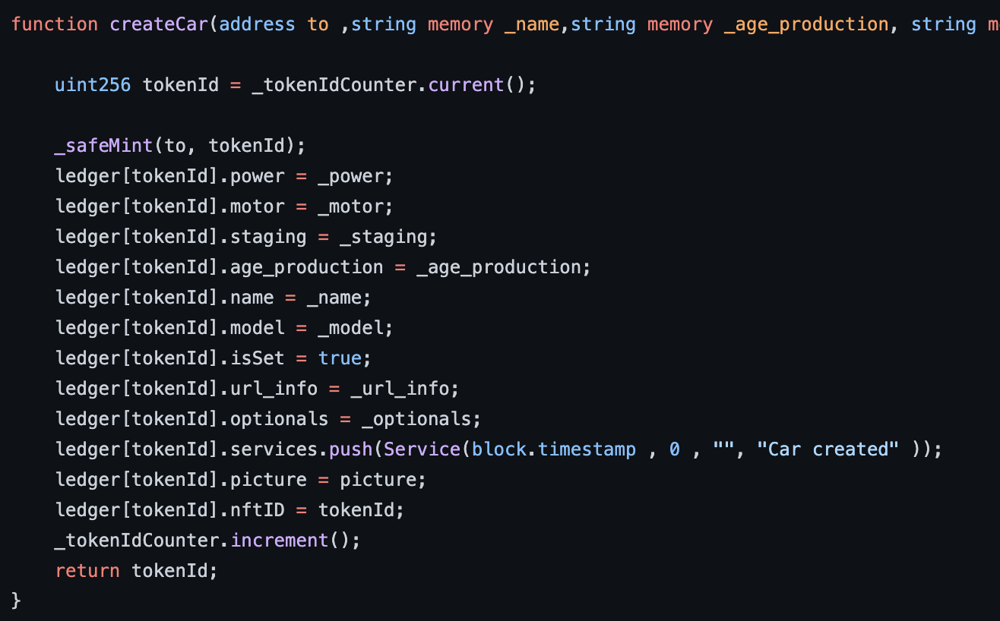 function createCar(address to ,string memory _name,string memory _age_production, string m
uint256 tokenId = _tokenIdCounter.current();
_safeMint(to, tokenId);
ledger[tokenId].power = _power;
ledger[tokenId].motor = _motor;
ledger[tokenId].staging = _staging;
ledger[tokenId].age_production = _age_production;
ledger[tokenId].name = _name;
ledger[tokenId].model = _model;
ledger[tokenId].isSet = true;
ledger[tokenId].url_info = _url_info;
ledger[tokenId].optionals = _optionals;
ledger[tokenId].services.push(Service(block.timestamp , 0 , "", "Car created" ));
ledger[tokenId].picture = picture;
ledger[tokenId].nftID = tokenId;
_tokenIdCounter.increment();
return tokenId;
}